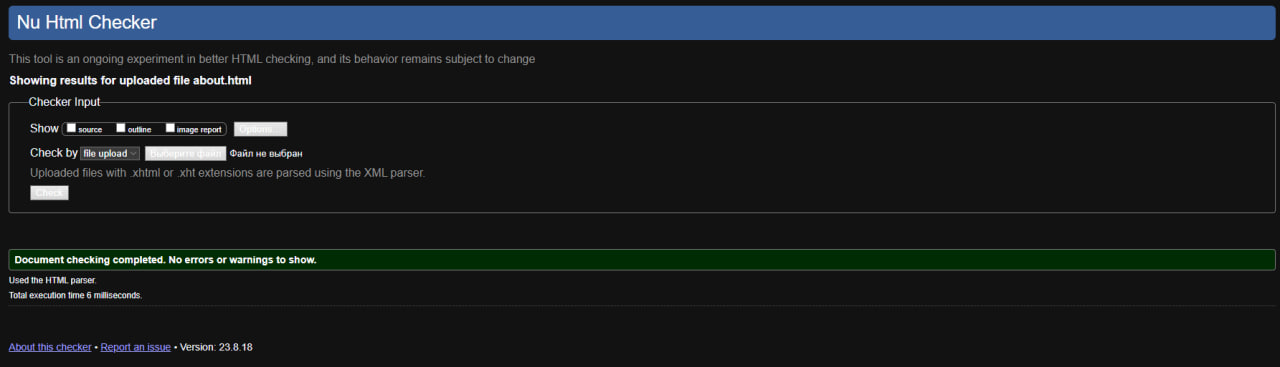 Nu Html Checker
This tool is an ongoing experiment in better HTML checking, and its behavior remains subject to change
Showing results for uploaded file about.html
Checker Input
Show source outline image report Options...
Check by file upload Выберите файл Файл не выбран
Uploaded files with .xhtml or .xht extensions are parsed using the XML parser.
Check
Document checking completed. No errors or warnings to show.
Used the HTML parser.
Total execution time 6 milliseconds.
About this checker • Report an issue • Version: 23.8.18